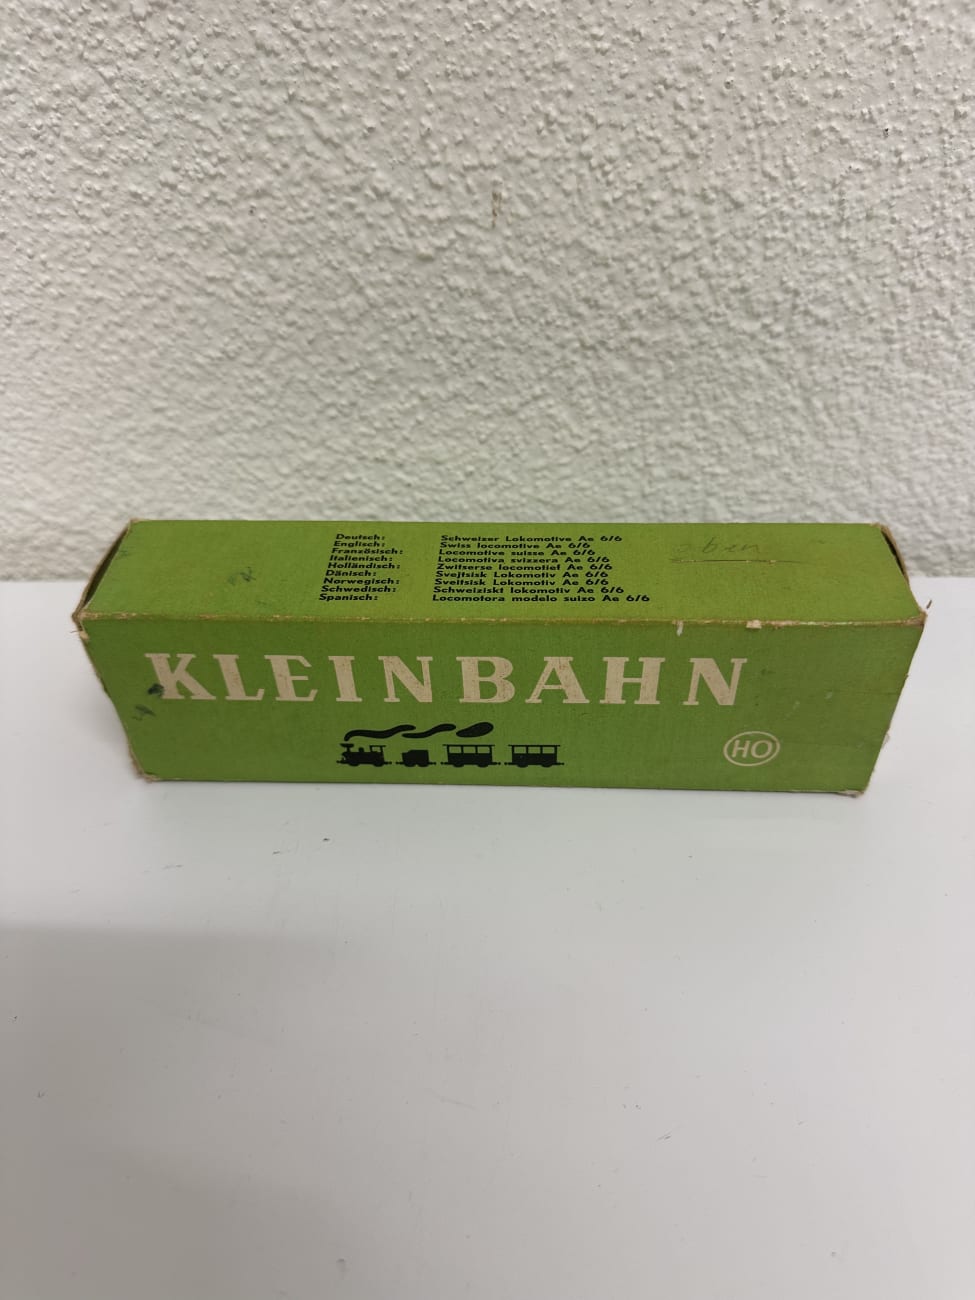 Deutsch: Schweizer Lokomotive Ae 6/6
Englisch: Swiss locomotive Ae 6/6
Französisch: Locomotive suisse Ae 6/6
Italienisch: Locomotiva svizzera Ae 6/6
Holländisch: Zwitserse locomotief Ae 6/6
Dänisch: Svejtsisk Lokomotiv Ae 6/6
Norwegisch: Sveitsisk Lokomotiv Ae 6/6
Schwedisch: Schweiziskt lokomotiv Ae 6/6
Spanisch: Locomotora modelo suizo Ae 6/6
KLEINBAHN
HO